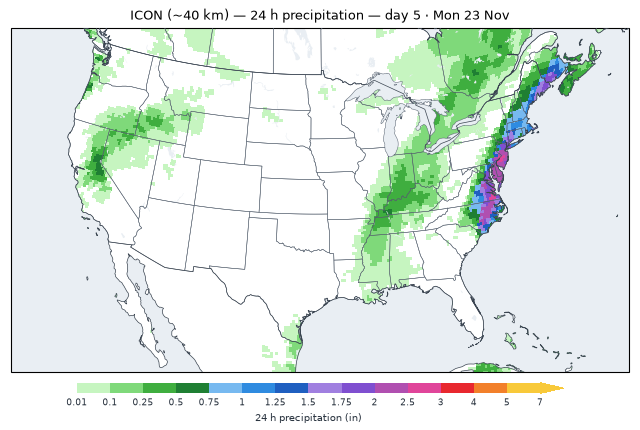 ICON (~40 km) — 24 h precipitation — day 5 · Mon 23 Nov
0.01 0.1 0.25 0.5 0.75 1 1.25 1.5 1.75 2 2.5 3 4 5 7
24 h precipitation (in)